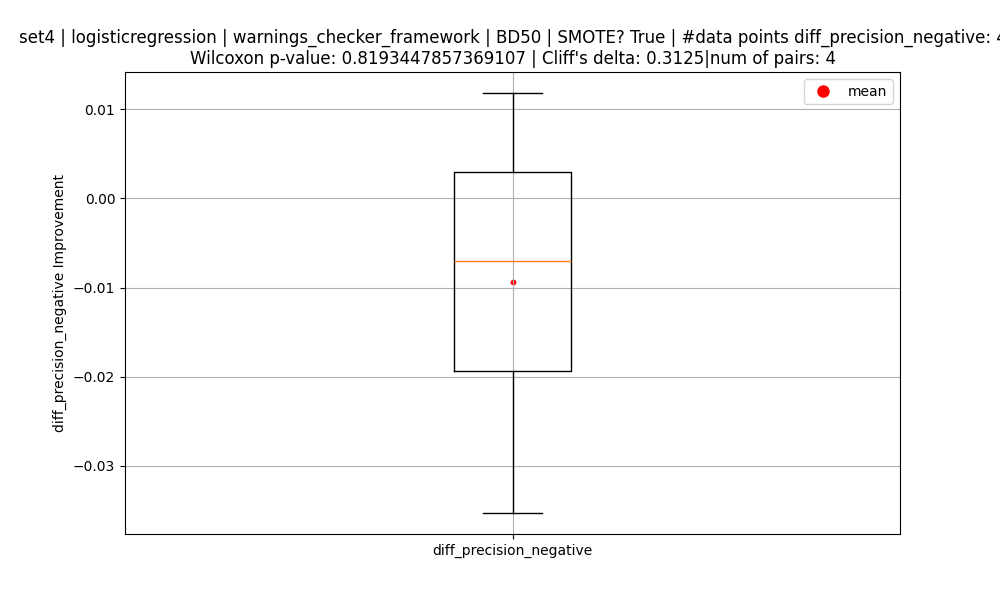 set4 | logisticregression | warnings_checker_framework | BD50 | SMOTE? True | #data points diff_precision_negative: 4
Wilcoxon p-value: 0.8193447857369107 | Cliff's delta: 0.3125|num of pairs: 4
mean
0.01
0.00
−0.01
−0.02
−0.03
diff_precision_negative Improvement
diff_precision_negative